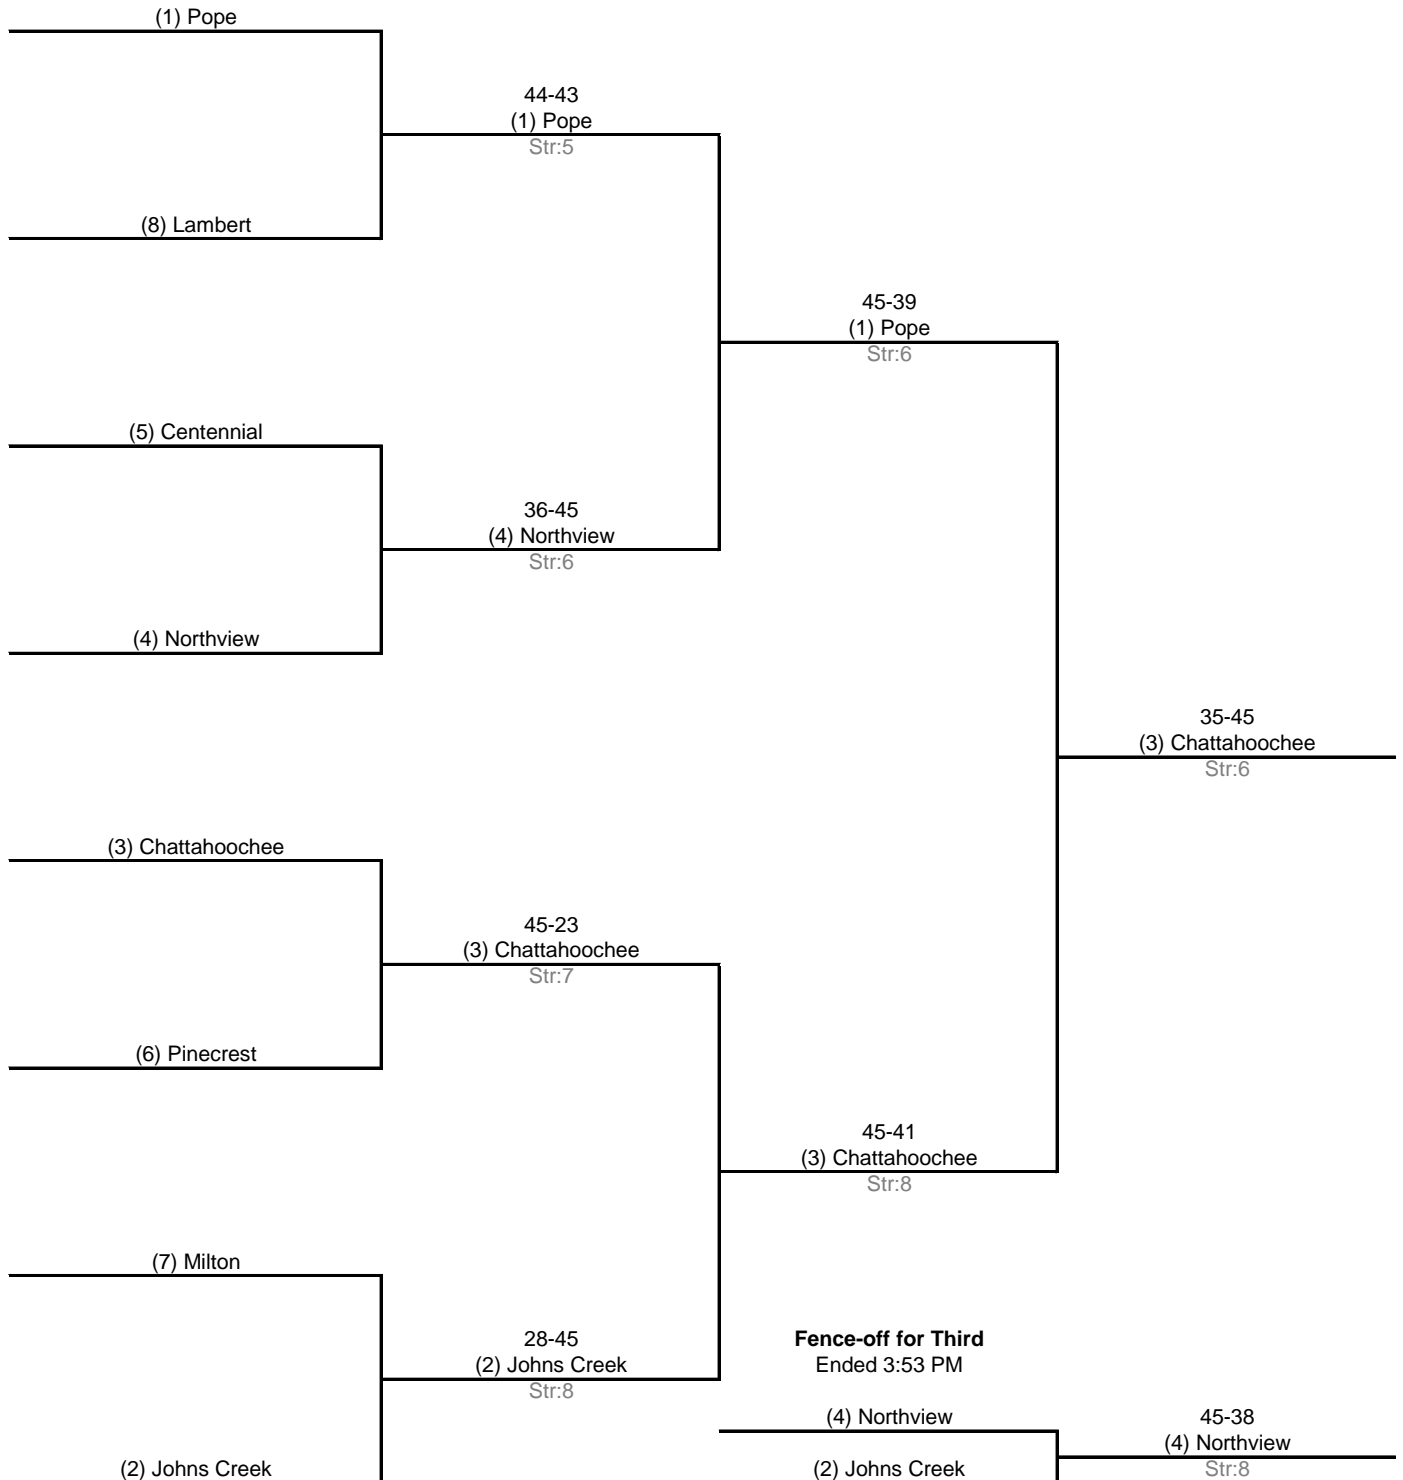 (1) Pope
44-43
(1) Pope
Str:5
(8) Lambert
45-39
(1) Pope
Str:6
(5) Centennial
36-45
(4) Northview
Str:6
(4) Northview
35-45
(3) Chattahoochee
Str:6
(3) Chattahoochee
45-23
(3) Chattahoochee
Str:7
(6) Pinecrest
45-41
(3) Chattahoochee
Str:8
(7) Milton
28-45
(2) Johns Creek
Str:8
(2) Johns Creek
Fence-off for Third
Ended 3:53 PM
(4) Northview
45-38
(4) Northview
Str:8
(2) Johns Creek